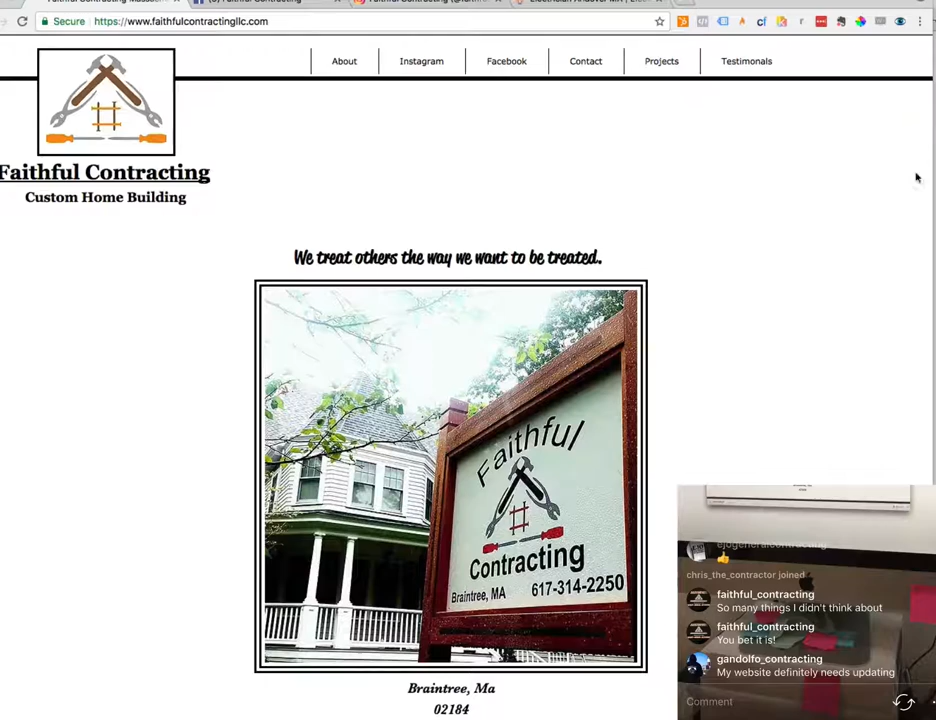 Secure https://www.faithfulcontractingllc.com
About Instagram Facebook Contact Projects Testimonals
Faithful Contracting
Custom Home Building
We treat others the way we want to be treated.
Faithful
Contracting
Braintree, MA 617-314-2250
Braintree, Ma
02184
ejogeneralcontracting
chris_the_contractor joined
faithful_contracting
So many things I didn't think about
faithful_contracting
You bet it is!
gandolfo_contracting
My website definitely needs updating
Comment